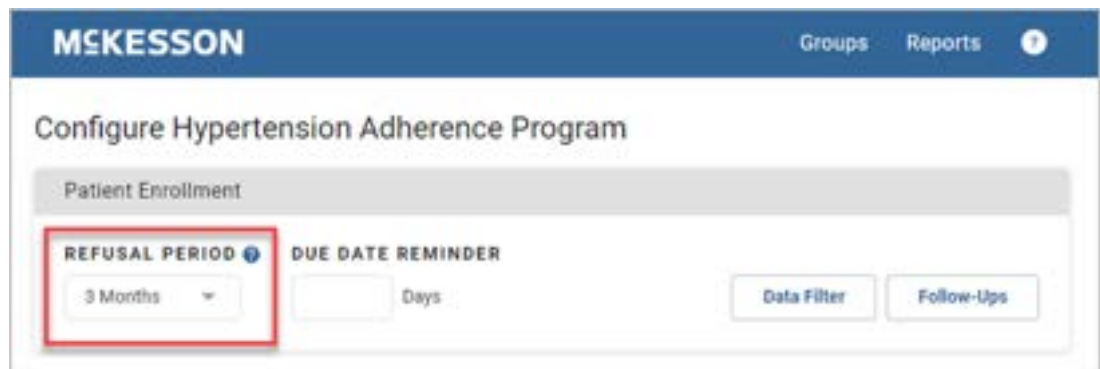 MCKESSON Groups Reports ?
Configure Hypertension Adherence Program
Patient Enrollment
REFUSAL PERIOD ? DUE DATE REMINDER
3 Months Days Data Filter Follow-Ups